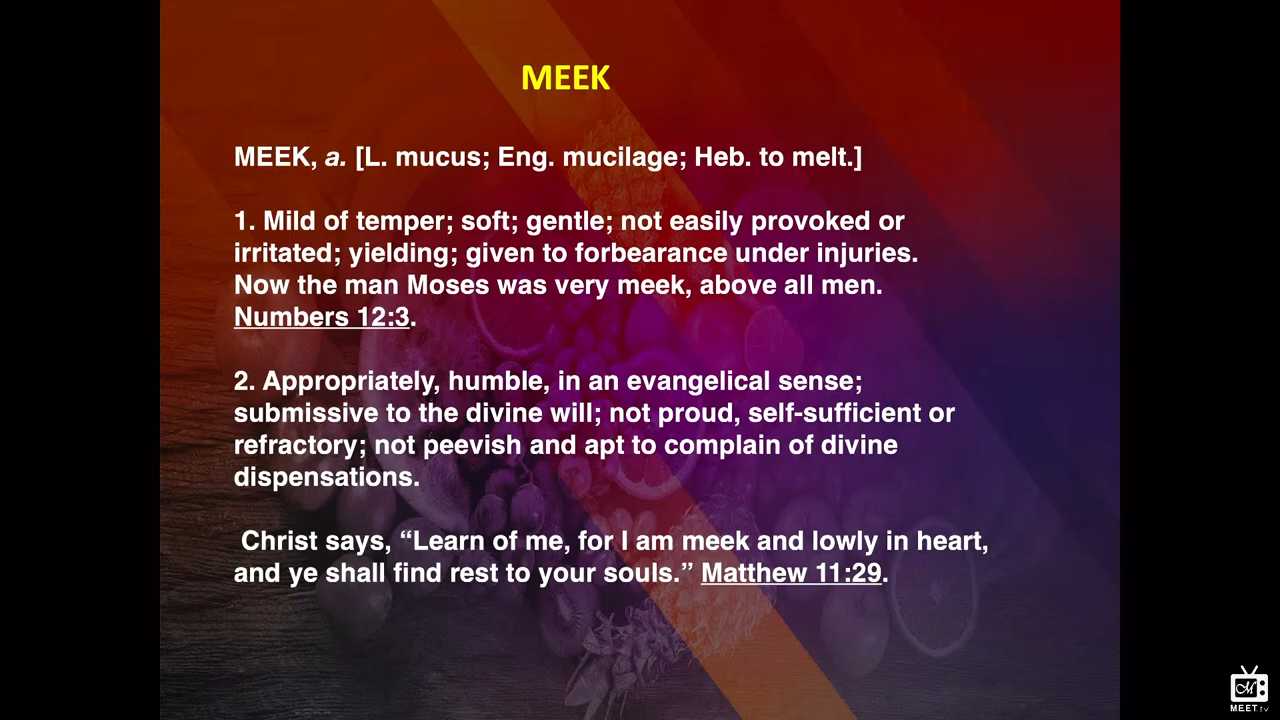 MEEK
MEEK, a. [L. mucus; Eng. mucilage; Heb. to melt.]
1. Mild of temper; soft; gentle; not easily provoked or
irritated; yielding; given to forbearance under injuries.
Now the man Moses was very meek, above all men.
Numbers 12:3.
2. Appropriately, humble, in an evangelical sense;
submissive to the divine will; not proud, self-sufficient or
refractory; not peevish and apt to complain of divine
dispensations.
Christ says, “Learn of me, for I am meek and lowly in heart,
and ye shall find rest to your souls.” Matthew 11:29.
M
MEET.tv